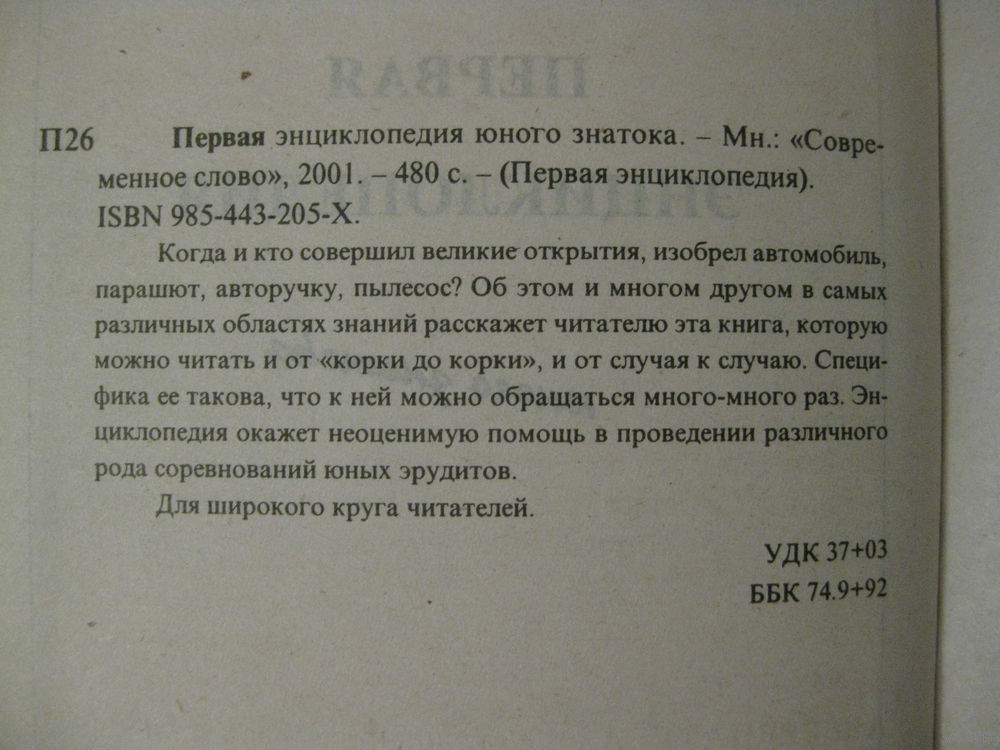 П26 Первая энциклопедия юного знатока. – Мн.: «Совре-
менное слово», 2001. – 480 с. – (Первая энциклопедия).
ISBN 985-443-205-X.
Когда и кто совершил великие открытия, изобрел автомобиль,
парашют, авторучку, пылесос? Об этом и многом другом в самых
различных областях знаний расскажет читателю эта книга, которую
можно читать и от «корки до корки», и от случая к случаю. Специ-
фика ее такова, что к ней можно обращаться много-много раз. Эн-
циклопедия окажет неоценимую помощь в проведении различного
рода соревнований юных эрудитов.
Для широкого круга читателей.
УДК 37+03
ББК 74.9+92